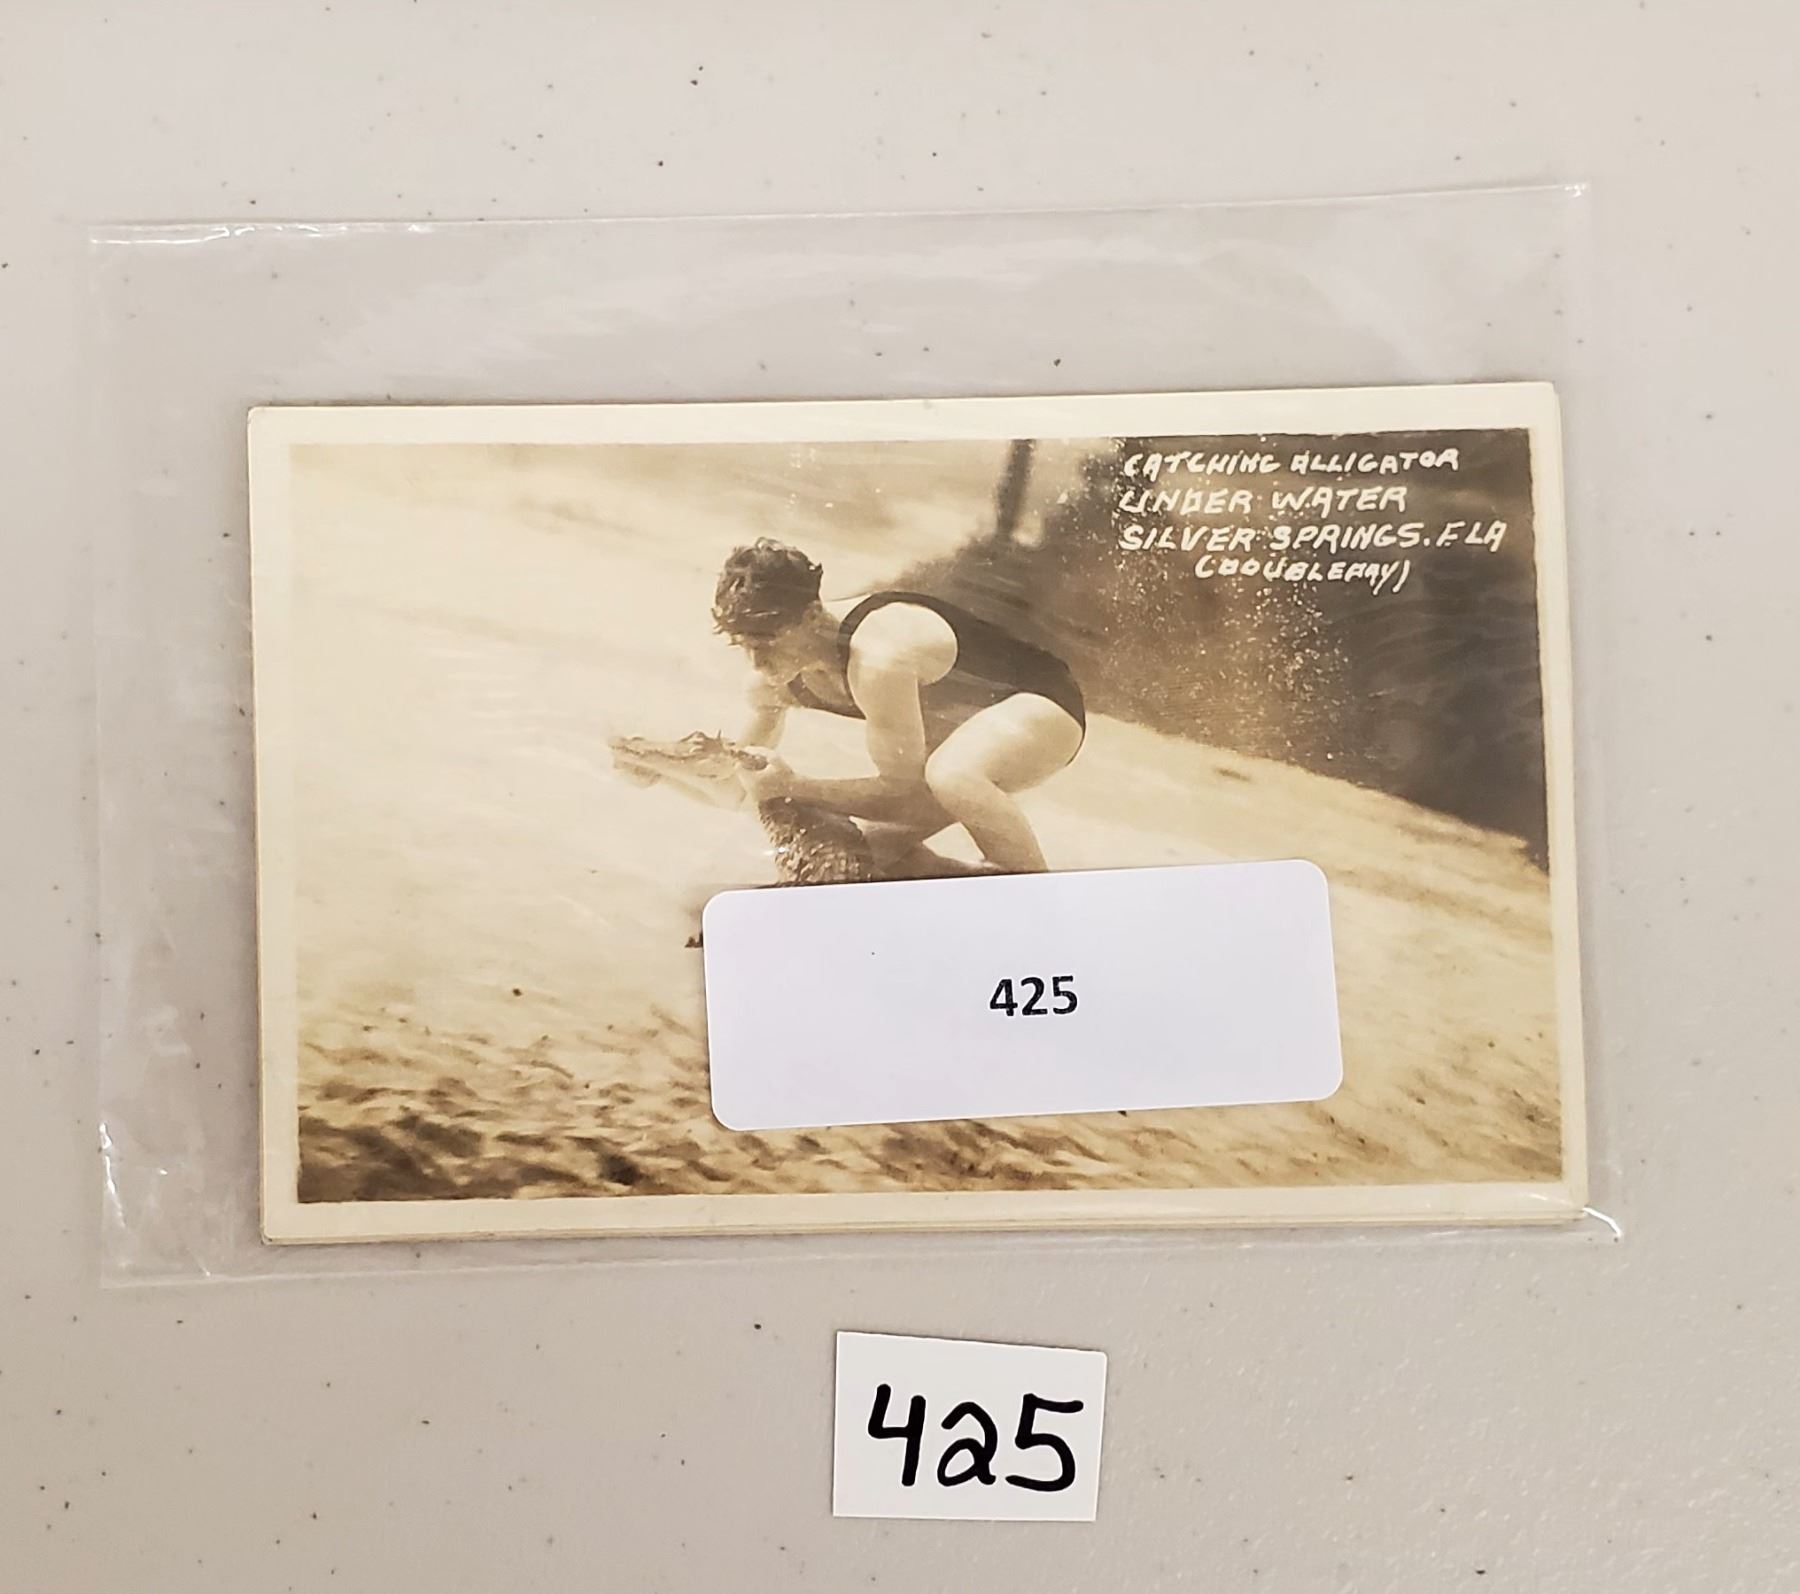 CATCHING ALLIGATOR
UNDER WATER
SILVER SPRINGS. FLA
(DOUBLEDAY)
425
425